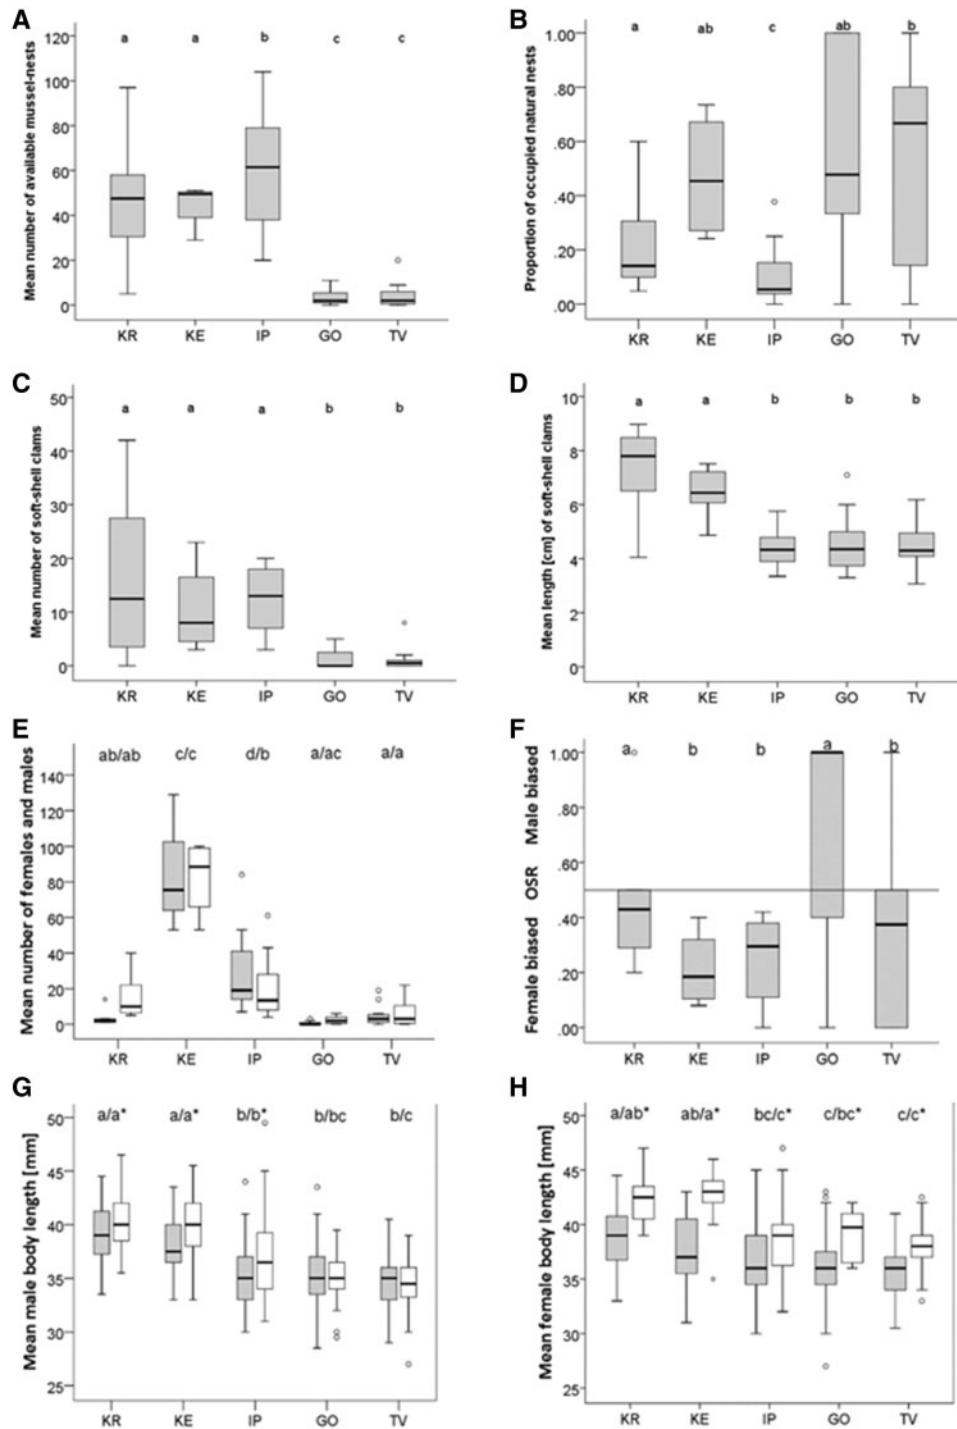 A
Mean number of available mussel-nests
120
100
80
60
40
20
0
a a b c c
KR KE IP GO TV
B
Proportion of occupied natural nests
1.00
.80
.60
.40
.20
.00
a ab c ab b
KR KE IP GO TV
C
Mean number of soft-shell clams
50
40
30
20
10
0
a a a b b
KR KE IP GO TV
D
Mean length [cm] of soft-shell clams
10
8
6
4
2
0
a a b b b
KR KE IP GO TV
E
Mean number of females and males
140
120
100
80
60
40
20
0
ab/ab c/c d/b a/ac a/a
KR KE IP GO TV
F
Female biased OSR Male biased
1.00
.80
.60
.40
.20
.00
a b b a b
KR KE IP GO TV
G
Mean male body length [mm]
50
45
40
35
30
25
a/a* a/a* b/b* b/bc b/c
KR KE IP GO TV
H
Mean female body length [mm]
50
45
40
35
30
25
a/ab* ab/a* bc/c* c/bc* c/c*
KR KE IP GO TV